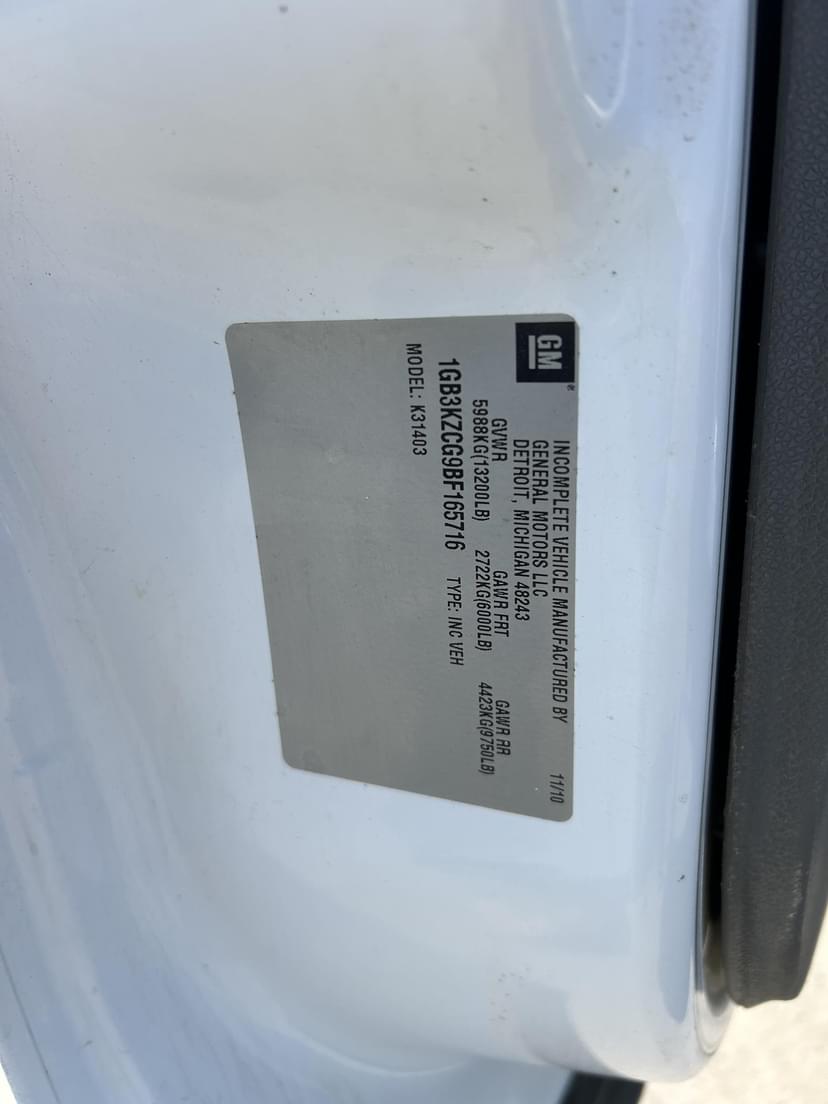 GM®
INCOMPLETE VEHICLE MANUFACTURED BY 11/10
GENERAL MOTORS LLC
DETROIT, MICHIGAN 48243
GVWR GAWR FRT GAWR RR
5988KG(13200LB) 2722KG(6000LB) 4423KG(9750LB)
1GB3KZCG9BF165716 TYPE: INC VEH
MODEL: K31403